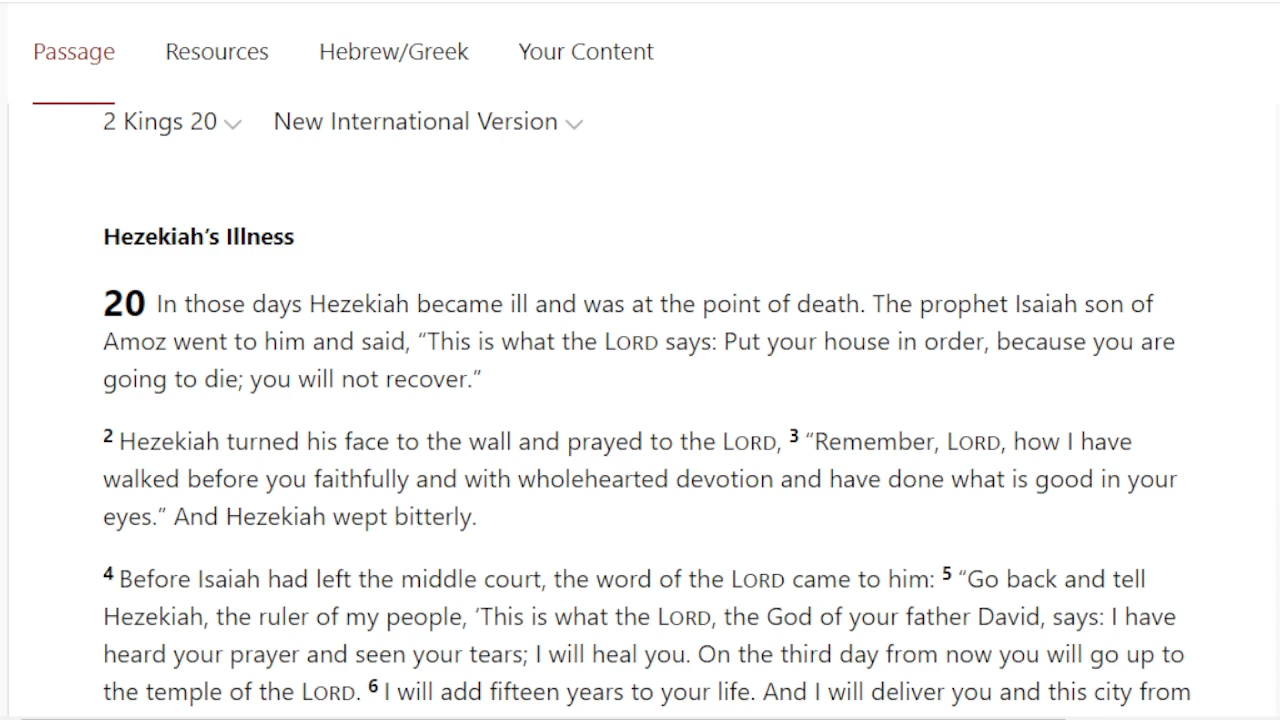 Passage Resources Hebrew/Greek Your Content
2 Kings 20 New International Version
Hezekiah's Illness
20 In those days Hezekiah became ill and was at the point of death. The prophet Isaiah son of
Amoz went to him and said, “This is what the LORD says: Put your house in order, because you are
going to die; you will not recover.”
2 Hezekiah turned his face to the wall and prayed to the LORD, 3 “Remember, LORD, how I have
walked before you faithfully and with wholehearted devotion and have done what is good in your
eyes.” And Hezekiah wept bitterly.
4 Before Isaiah had left the middle court, the word of the LORD came to him: 5 “Go back and tell
Hezekiah, the ruler of my people, ‘This is what the LORD, the God of your father David, says: I have
heard your prayer and seen your tears; I will heal you. On the third day from now you will go up to
the temple of the LORD. 6 I will add fifteen years to your life. And I will deliver you and this city from